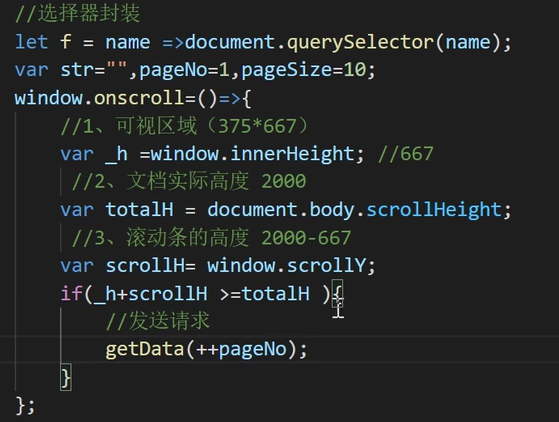 //选择器封装
let f = name =>document.querySelector(name);
var str="",pageNo=1,pageSize=10;
window.onscroll=()=>{
//1、可视区域（375*667）
var _h =window.innerHeight; //667
//2、文档实际高度 2000
var totalH = document.body.scrollHeight;
//3、滚动条的高度 2000-667
var scrollH= window.scrollY;
if(_h+scrollH >=totalH ){
//发送请求
getData(++pageNo);
}
};